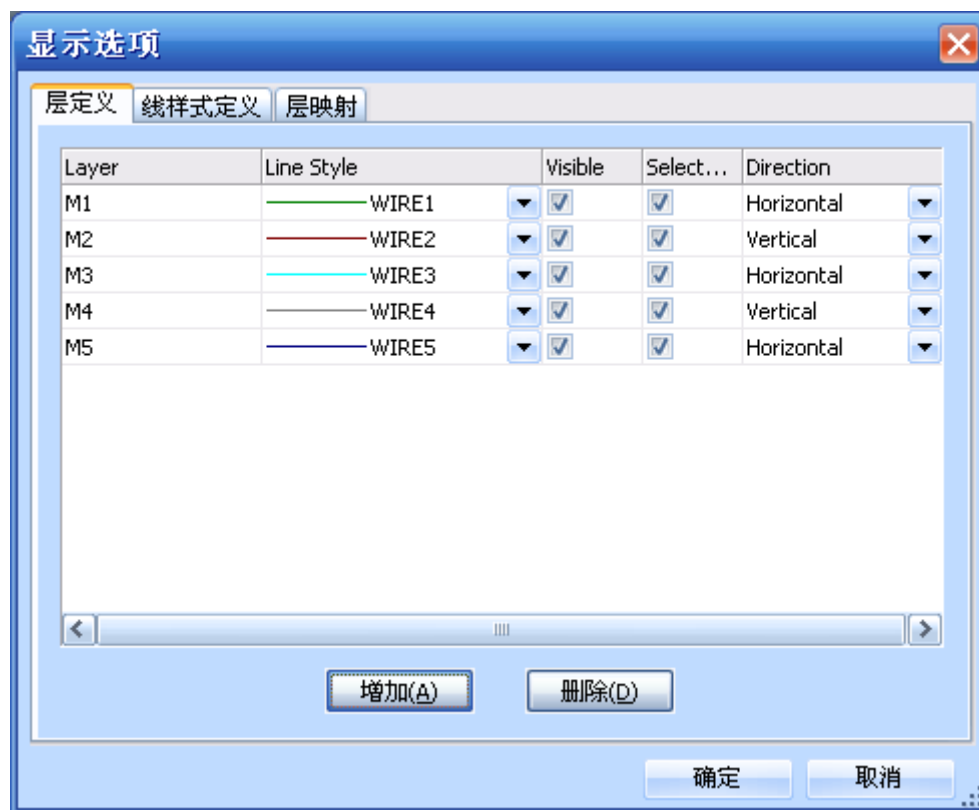 显示选项
层定义 线样式定义 层映射
Layer Line Style Visible Select... Direction
M1 WIRE1 Horizontal
M2 WIRE2 Vertical
M3 WIRE3 Horizontal
M4 WIRE4 Vertical
M5 WIRE5 Horizontal
增加(A) 删除(D)
确定 取消